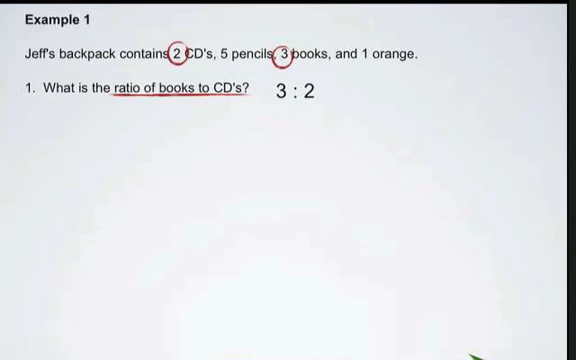 Example 1
Jeff's backpack contains 2 CD's, 5 pencils, 3 books, and 1 orange.
1. What is the ratio of books to CD's? 3 : 2